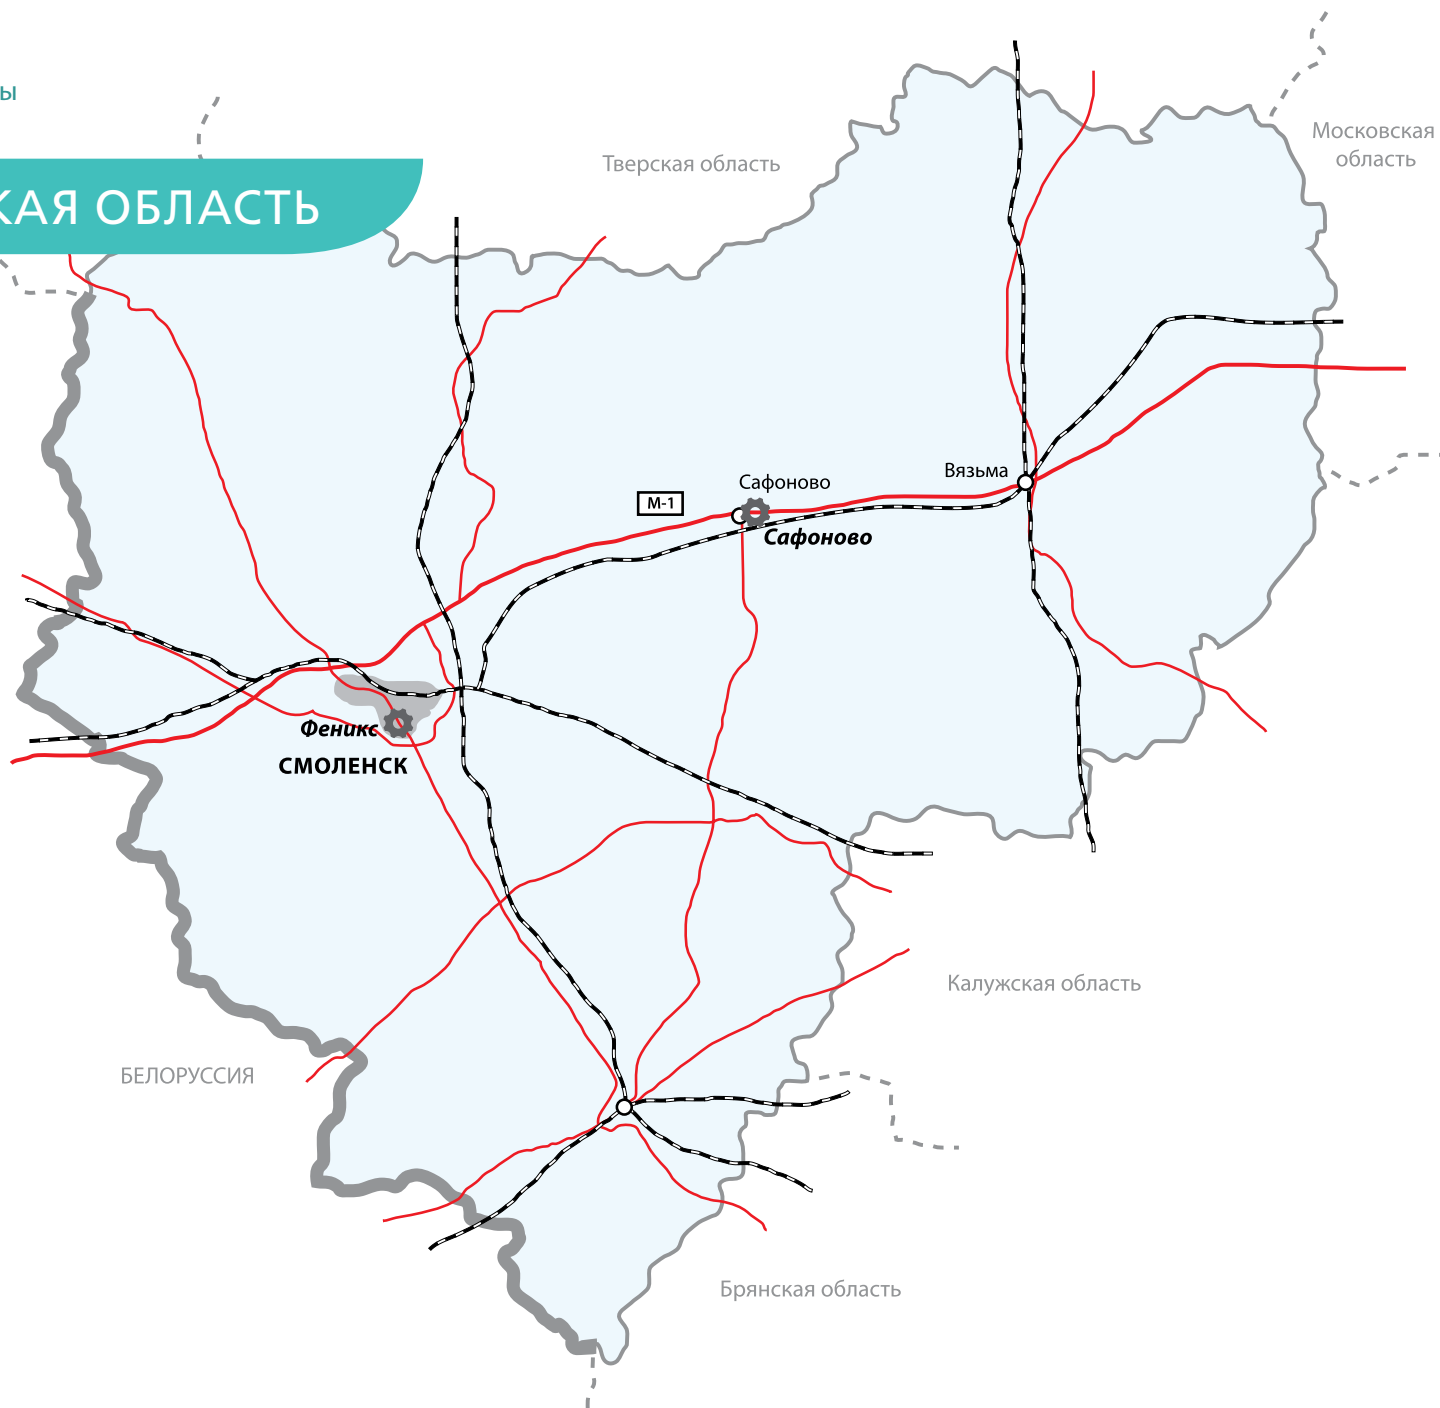 ы
КАЯ ОБЛАСТЬ
Тверская область
Московская
область
Вязьма
Сафоново
М-1
Сафоново
Феникс
СМОЛЕНСК
Калужская область
БЕЛОРУССИЯ
Брянская область